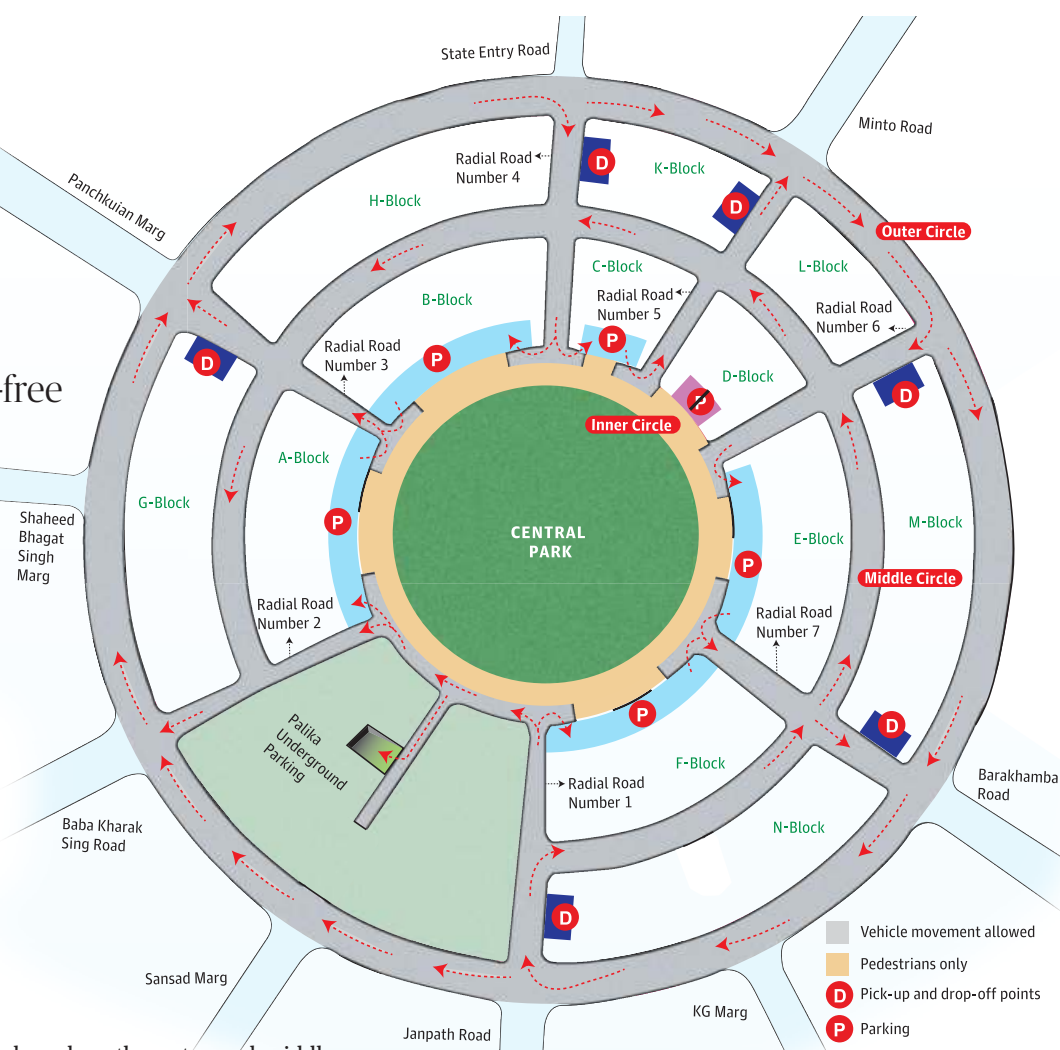 State Entry Road
Minto Road
Radial Road
Number 4
D
K-Block
Panchkuian Marg
H-Block
D
Outer Circle
C-Block
L-Block
B-Block
Radial Road
Number 5
Radial Road
Number 6
P
Radial Road
Number 3
P
D
-free
D-Block
D
P
Inner Circle
A-Block
G-Block
Shaheed
Bhagat
Singh
Marg
P
CENTRAL
PARK
M-Block
E-Block
P
Middle Circle
Radial Road
Number 2
Radial Road
Number 7
Palika
Underground
Parking
P
D
F-Block
Radial Road
Number 1
Barakhamba
Road
Baba Kharak
Sing Road
N-Block
D
Vehicle movement allowed
Pedestrians only
Sansad Marg
D Pick-up and drop-off points
KG Marg
P Parking
Janpath Road